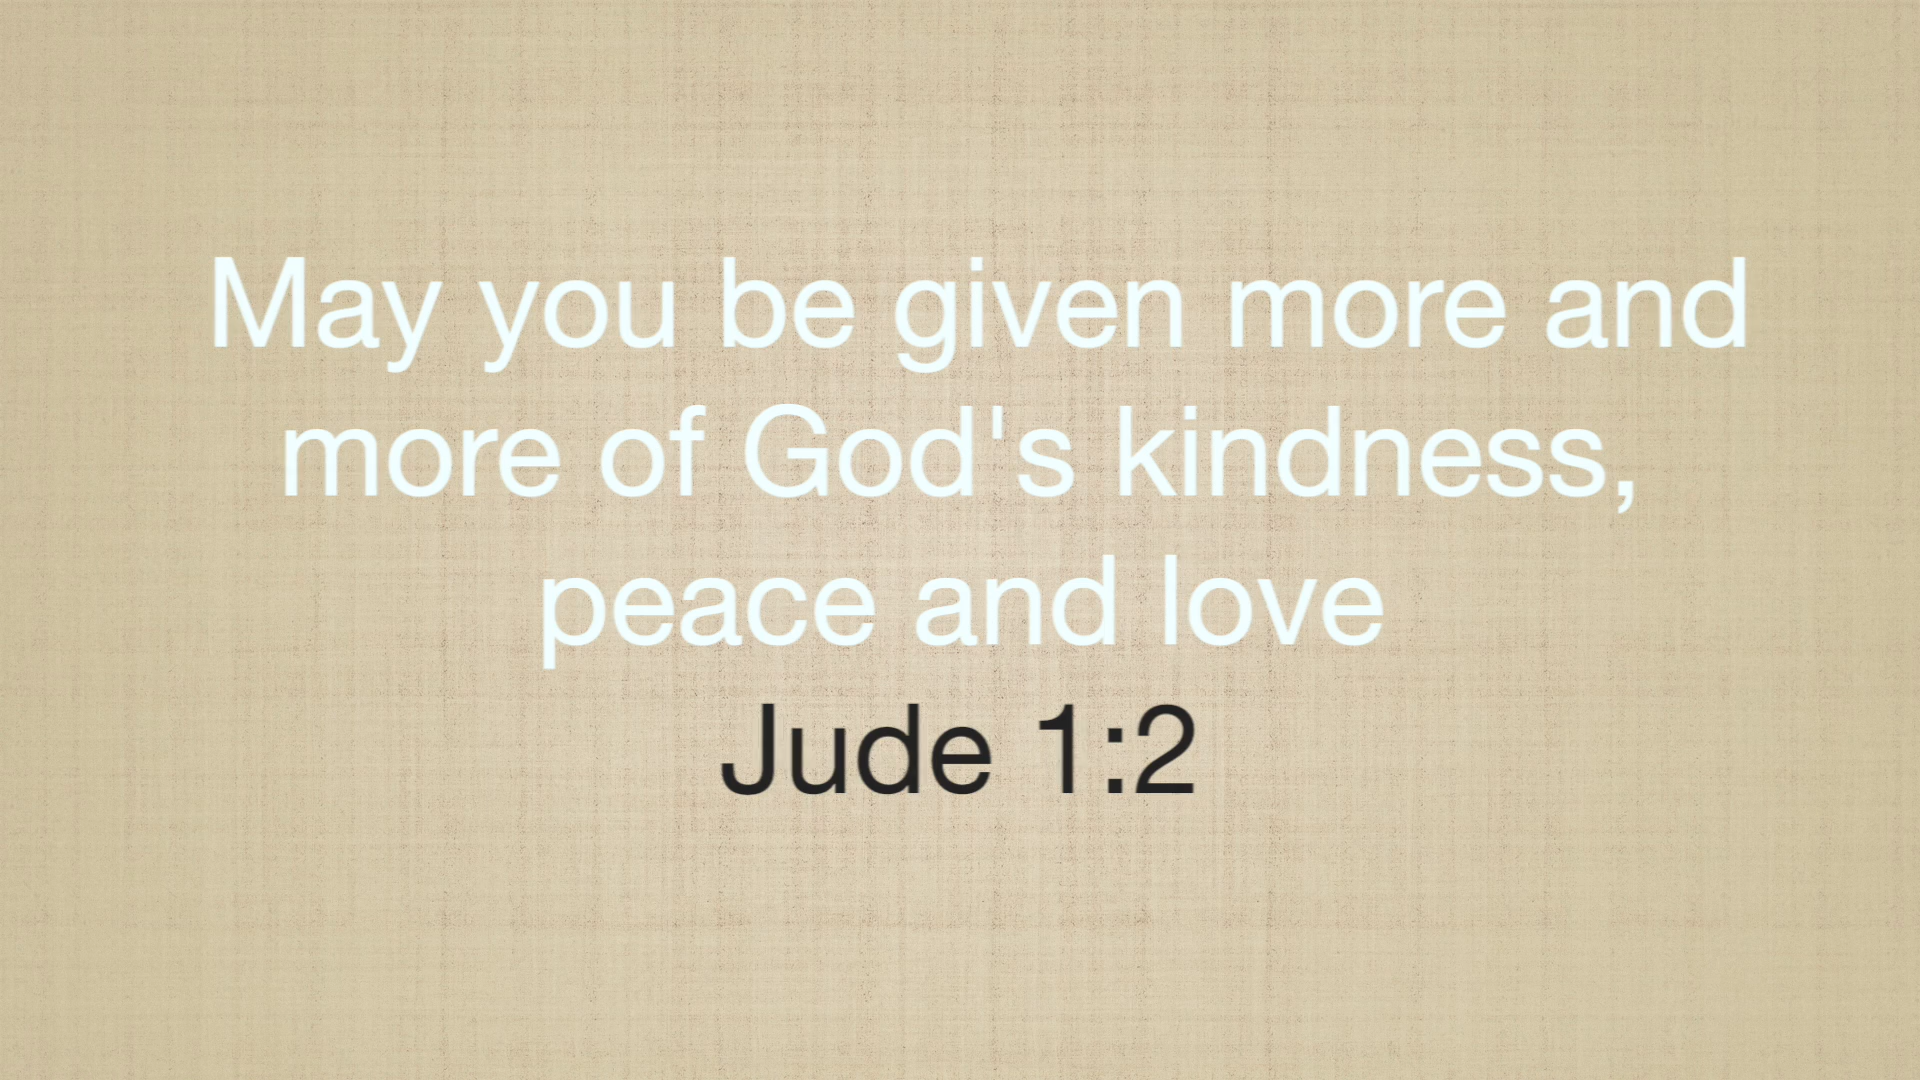 May you be given more and
more of God's kindness,
peace and love
Jude 1:2